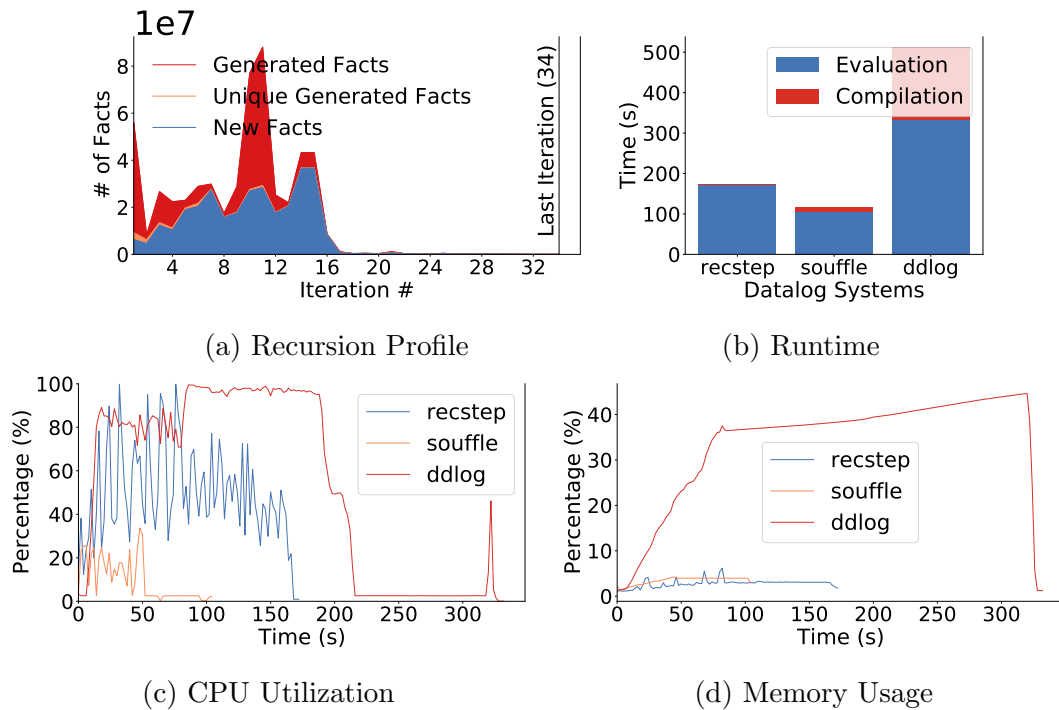 1e7
8
6
4
2
0
# of Facts
Generated Facts
Unique Generated Facts
New Facts
Last Iteration (34)
4 8 12 16 20 24 28 32
Iteration #
(a) Recursion Profile
500
400
300
200
100
0
Time (s)
Evaluation
Compilation
recstep souffle ddlog
Datalog Systems
(b) Runtime
100
80
60
40
20
0
Percentage (%)
recstep
souffle
ddlog
0 50 100 150 200 250 300
Time (s)
(c) CPU Utilization
40
30
20
10
0
Percentage (%)
recstep
souffle
ddlog
0 50 100 150 200 250 300
Time (s)
(d) Memory Usage